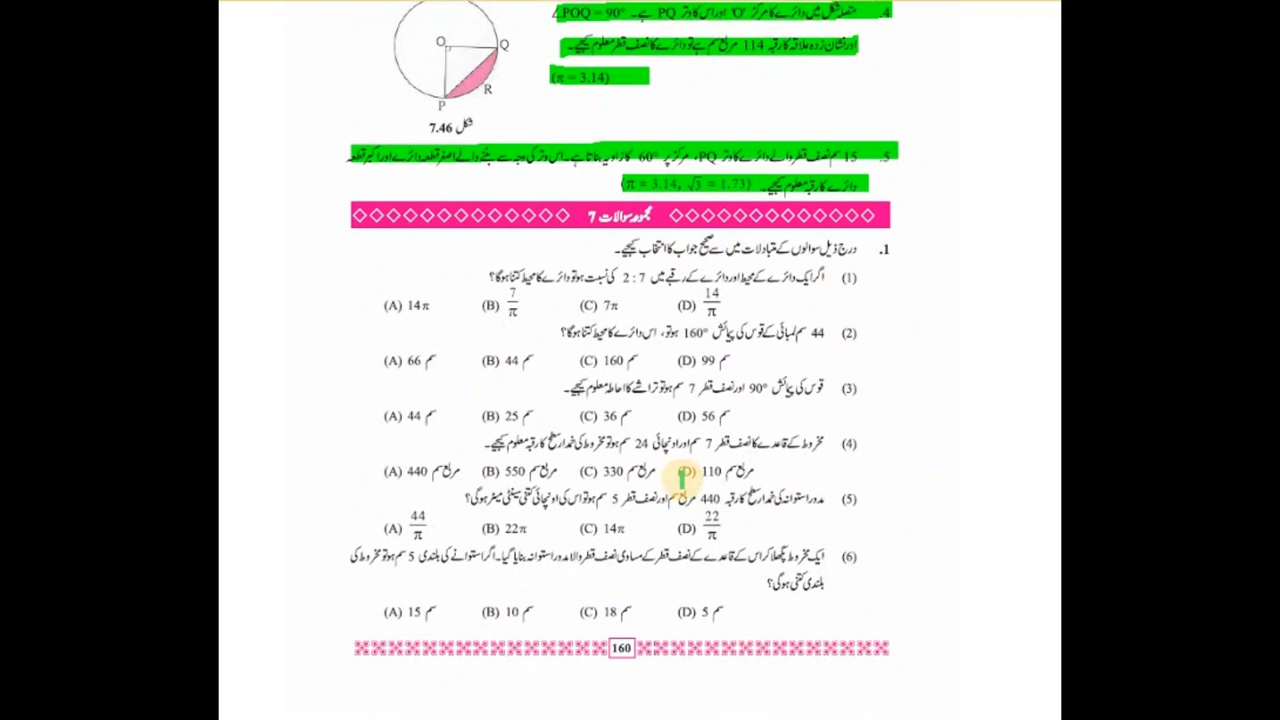 4. متصلہ شکل میں دائرے کا مرکز 'O' اور اس کا وتر PQ ہے۔ ∠POQ = 90°
اور نشان زدہ علاقہ کا رقبہ 114 مربع سم ہے تو دائرے کا نصف قطر معلوم کیجیے۔
(π = 3.14)
O
Q
R
P
شکل 7.46
5. 15 سم نصف قطر والے دائرے کا وتر PQ، مرکز پر 60° کا زاویہ بناتا ہے۔ اس وتر کی وجہ سے بننے والے اصغر قطعہ دائرے اور اکبر قطعہ
دائرے کا رقبہ معلوم کیجیے۔ (π = 3.14, √3 = 1.73)
مجموعہ سوالات 7
1. درج ذیل سوالوں کے متبادلات میں سے صحیح جواب کا انتخاب کیجیے۔
(1) اگر ایک دائرے کے محیط اور دائرے کے رقبے میں 2 : 7 کی نسبت ہو تو دائرے کا محیط کتنا ہوگا؟
(A) 14π (B) 7/π (C) 7π (D) 14/π
(2) 44 سم لمبائی کے قوس کی پیمائش 160° ہو تو، اس دائرے کا محیط کتنا ہوگا؟
(A) 66 سم (B) 44 سم (C) 160 سم (D) 99 سم
(3) قوس کی پیمائش 90° اور نصف قطر 7 سم ہو تو تراشے کا احاطہ معلوم کیجیے۔
(A) 44 سم (B) 25 سم (C) 36 سم (D) 56 سم
(4) مخروط کے قاعدے کا نصف قطر 7 سم اور اونچائی 24 سم ہو تو مخروط کی خمدار سطح کا رقبہ معلوم کیجیے۔
(A) 440 مربع سم (B) 550 مربع سم (C) 330 مربع سم (D) 110 مربع سم
(5) مدور استوانہ کی خمدار سطح کا رقبہ 440 مربع سم اور نصف قطر 5 سم ہو تو اس کی اونچائی کتنی سینٹی میٹر ہوگی؟
(A) 44/π (B) 22π (C) 14π (D) 22/π
(6) ایک مخروط پگھلا کر اس کے قاعدے کے نصف قطر کے مساوی نصف قطر والا مدور استوانہ بنایا گیا۔ اگر استوانے کی بلندی 5 سم ہو تو مخروط کی
بلندی کتنی ہوگی؟
(A) 15 سم (B) 10 سم (C) 18 سم (D) 5 سم
160